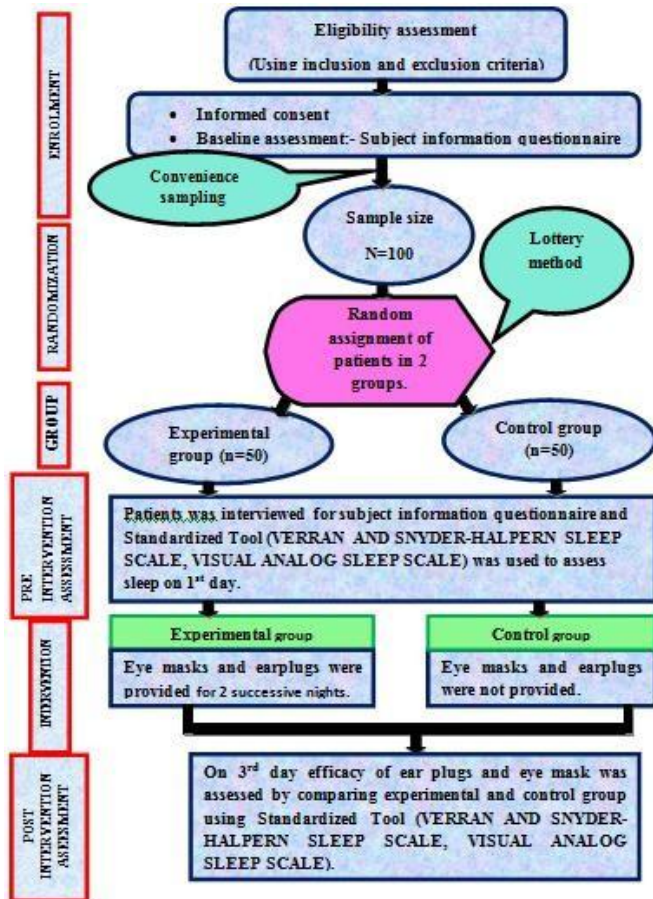 ENROLMENT
Eligibility assessment
(Using inclusion and exclusion criteria)
• Informed consent
• Baseline assessment:- Subject information questionnaire
Convenience
sampling
Sample size
N=100
RANDOMIZATION
Lottery
method
Random
assignment of
patients in 2
groups.
GROUP
Experimental
group (n=50)
Control group
(n=50)
PRE
INTERVENTION
ASSESSMENT
Patients was interviewed for subject information questionnaire and
Standardized Tool (VERRAN AND SNYDER-HALPERN SLEEP
SCALE, VISUAL ANALOG SLEEP SCALE) was used to assess
sleep on 1st day.
INTERVENTION
Experimental group
Eye masks and earplugs were
provided for 2 successive nights.
Control group
Eye masks and earplugs
were not provided.
POST
INTERVENTION
ASSEESMENT
On 3rd day efficacy of ear plugs and eye mask was
assessed by comparing experimental and control group
using Standardized Tool (VERRAN AND SNYDER-
HALPERN SLEEP SCALE, VISUAL ANALOG
SLEEP SCALE).